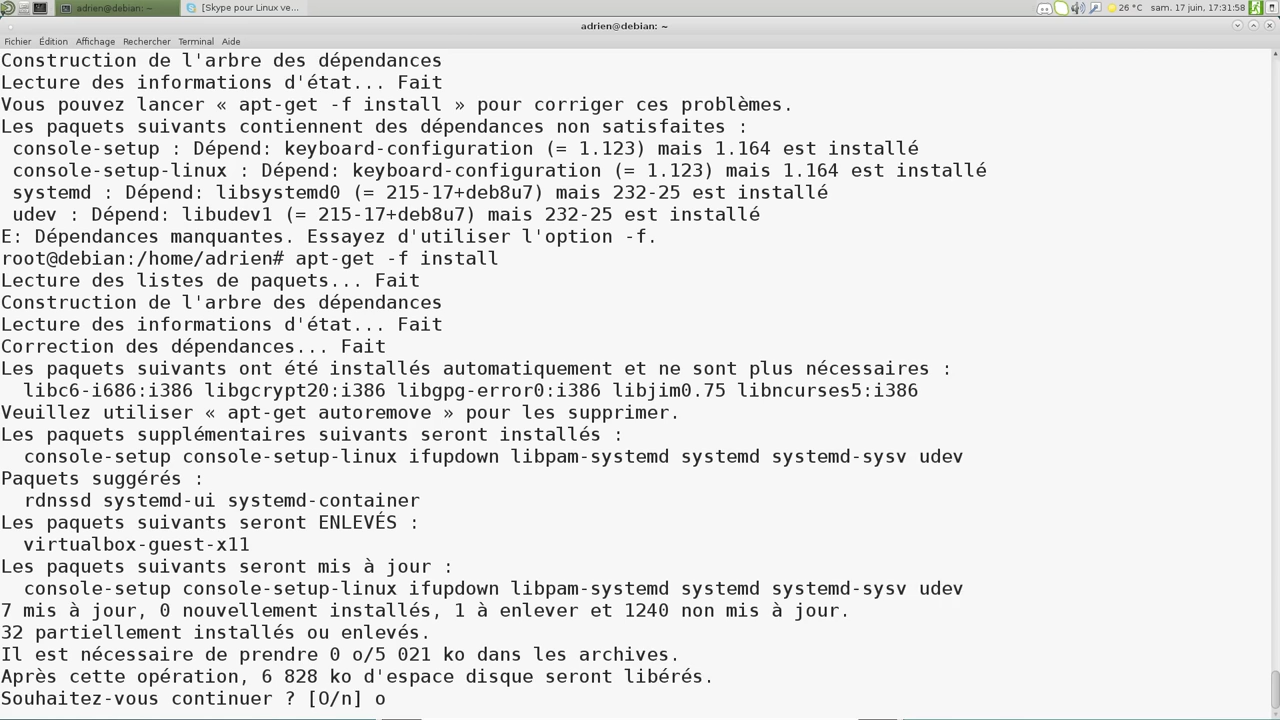 adrien@debian: ~
[Skype pour Linux ve...
26 °C
sam. 17 juin, 17:31:58
adrien@debian: ~
Fichier Édition Affichage Rechercher Terminal Aide
Construction de l'arbre des dépendances
Lecture des informations d'état... Fait
Vous pouvez lancer « apt-get -f install » pour corriger ces problèmes.
Les paquets suivants contiennent des dépendances non satisfaites :
console-setup : Dépend: keyboard-configuration (= 1.123) mais 1.164 est installé
console-setup-linux : Dépend: keyboard-configuration (= 1.123) mais 1.164 est installé
systemd : Dépend: libsystemd0 (= 215-17+deb8u7) mais 232-25 est installé
udev : Dépend: libudev1 (= 215-17+deb8u7) mais 232-25 est installé
E: Dépendances manquantes. Essayez d'utiliser l'option -f.
root@debian:/home/adrien# apt-get -f install
Lecture des listes de paquets... Fait
Construction de l'arbre des dépendances
Lecture des informations d'état... Fait
Correction des dépendances... Fait
Les paquets suivants ont été installés automatiquement et ne sont plus nécessaires :
libc6-i686:i386 libgcrypt20:i386 libgpg-error0:i386 libjim0.75 libncurses5:i386
Veuillez utiliser « apt-get autoremove » pour les supprimer.
Les paquets supplémentaires suivants seront installés :
console-setup console-setup-linux ifupdown libpam-systemd systemd systemd-sysv udev
Paquets suggérés :
rdnssd systemd-ui systemd-container
Les paquets suivants seront ENLEVÉS :
virtualbox-guest-x11
Les paquets suivants seront mis à jour :
console-setup console-setup-linux ifupdown libpam-systemd systemd systemd-sysv udev
7 mis à jour, 0 nouvellement installés, 1 à enlever et 1240 non mis à jour.
32 partiellement installés ou enlevés.
Il est nécessaire de prendre 0 o/5 021 ko dans les archives.
Après cette opération, 6 828 ko d'espace disque seront libérés.
Souhaitez-vous continuer ? [O/n] o